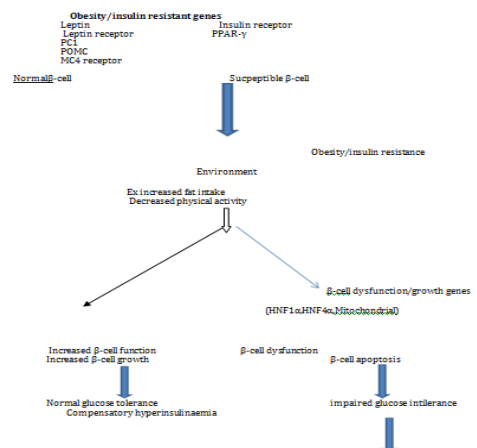 Obesity/insulin resistant genes
Leptin Insulin receptor
Leptin receptor PPAR-γ
PC1
POMC
MC4 receptor
Normalβ-cell Sucpeptible β-cell
Obesity/insulin resistance
Environment
Ex increased fat intake
Decreased physical activity
β-cell dysfunction/growth genes
(HNF1α,HNF4α,Mitochondrial)
Increased β-cell function β-cell dysfunction
Increased β-cell growth β-cell apoptosis
Normal glucose tolerance impaired glucose intilerance
Compensatory hyperinsulinaemia